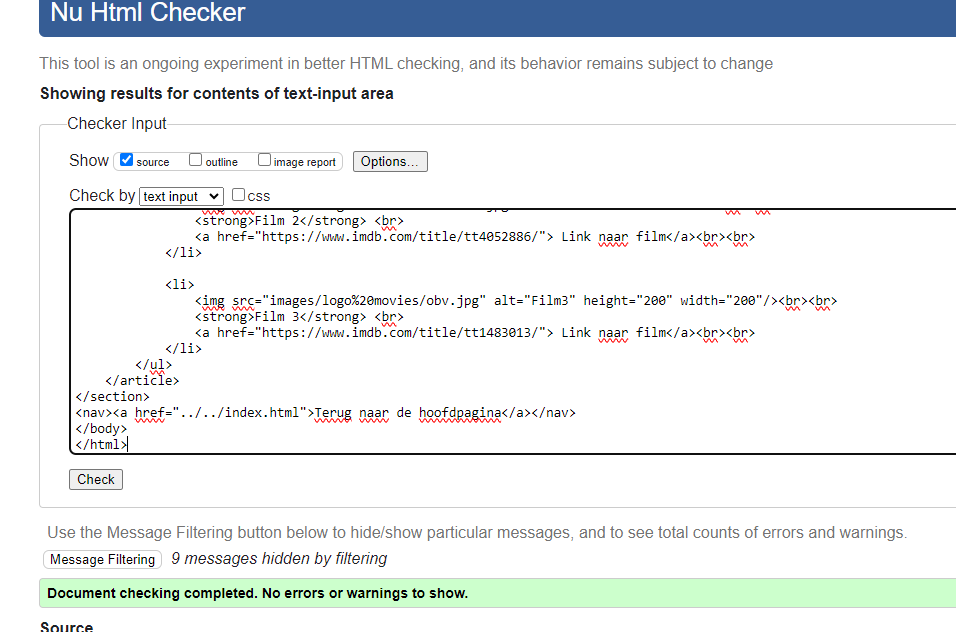 Nu Html Checker
This tool is an ongoing experiment in better HTML checking, and its behavior remains subject to change
Showing results for contents of text-input area
Checker Input
Show source outline image report Options...
Check by text input css
<strong>Film 2</strong> <br>
<a href="https://www.imdb.com/title/tt4052886/"> Link naar film</a><br><br>
</li>
<li>
<img src="images/logo%20movies/obv.jpg" alt="Film3" height="200" width="200"/><br><br>
<strong>Film 3</strong> <br>
<a href="https://www.imdb.com/title/tt1483013/"> Link naar film</a><br><br>
</li>
</ul>
</article>
</section>
<nav><a href="../../index.html">Terug naar de hoofdpagina</a></nav>
</body>
</html>
Check
Use the Message Filtering button below to hide/show particular messages, and to see total counts of errors and warnings.
Message Filtering 9 messages hidden by filtering
Document checking completed. No errors or warnings to show.
Source